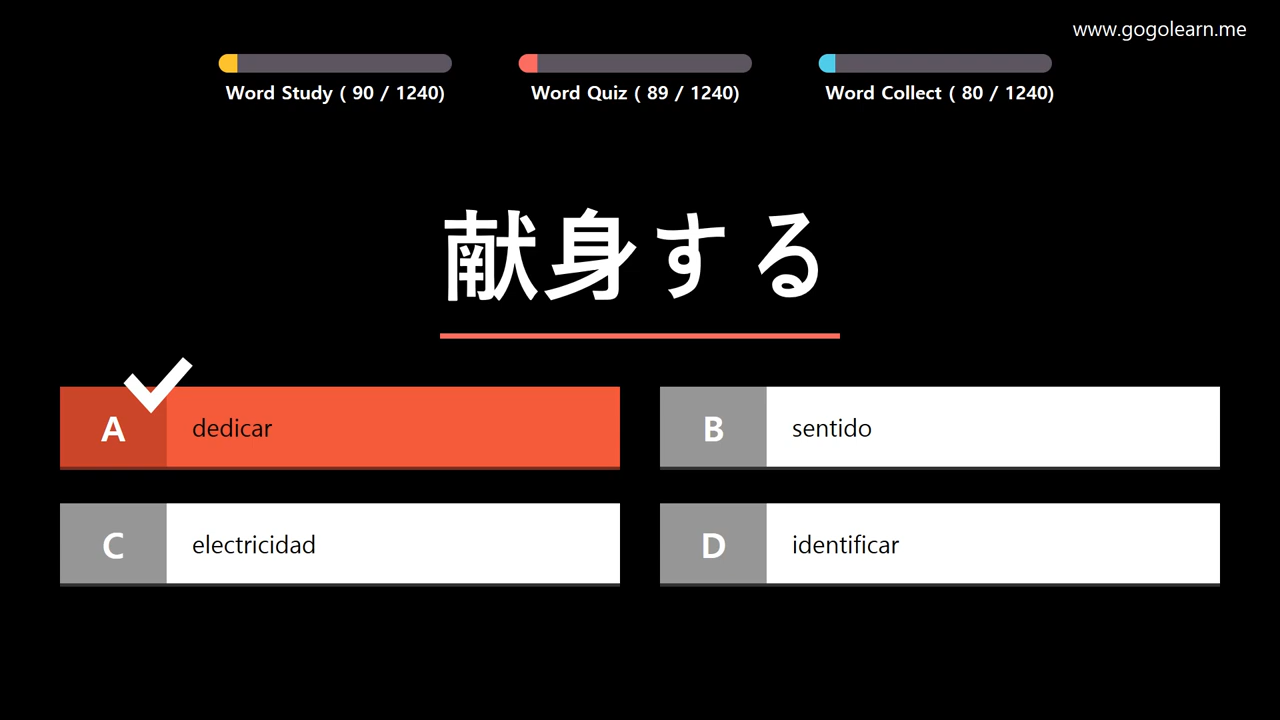 www.gogolearn.me
Word Study ( 90 / 1240)
Word Quiz ( 89 / 1240)
Word Collect ( 80 / 1240)
献身する
A dedicar
B sentido
C electricidad
D identificar